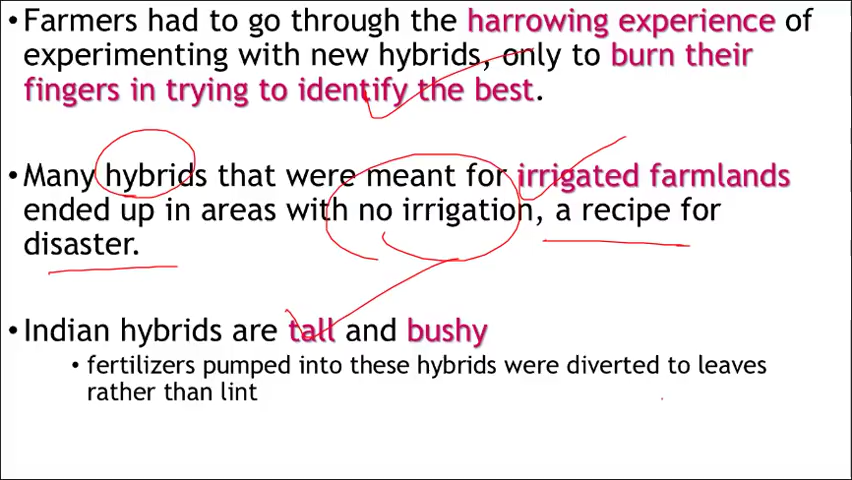 •Farmers had to go through the harrowing experience of
experimenting with new hybrids, only to burn their
fingers in trying to identify the best.
•Many hybrids that were meant for irrigated farmlands
ended up in areas with no irrigation, a recipe for
disaster.
•Indian hybrids are tall and bushy
•fertilizers pumped into these hybrids were diverted to leaves
rather than lint